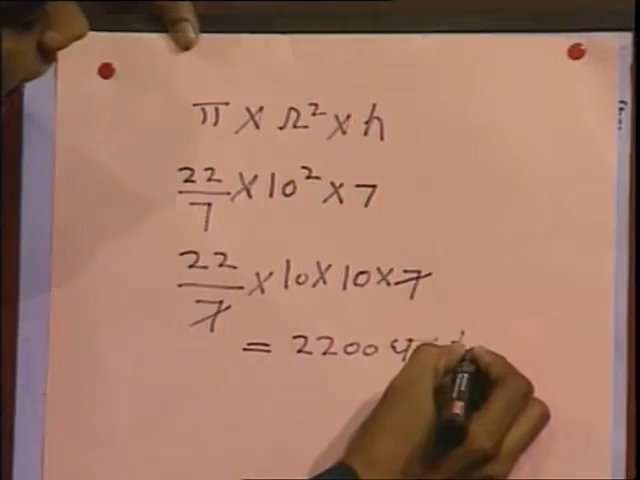 π × r² × h
22/7 × 10² × 7
22/7 × 10 × 10 × 7
= 2200